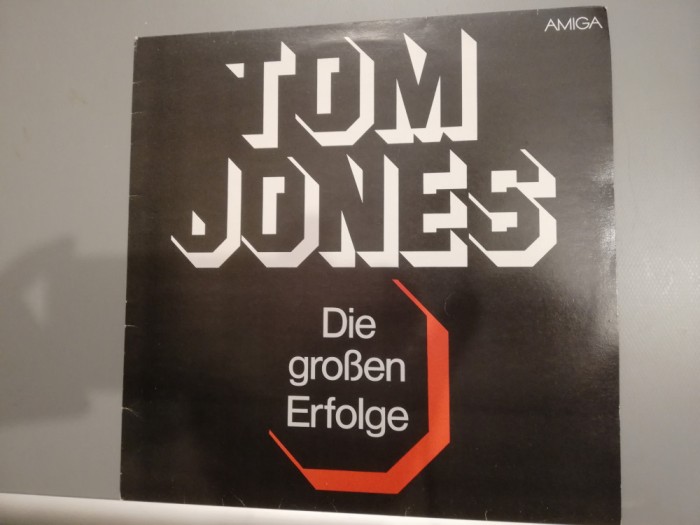 AMIGA
TOM
JONES
Die
großen
Erfolge